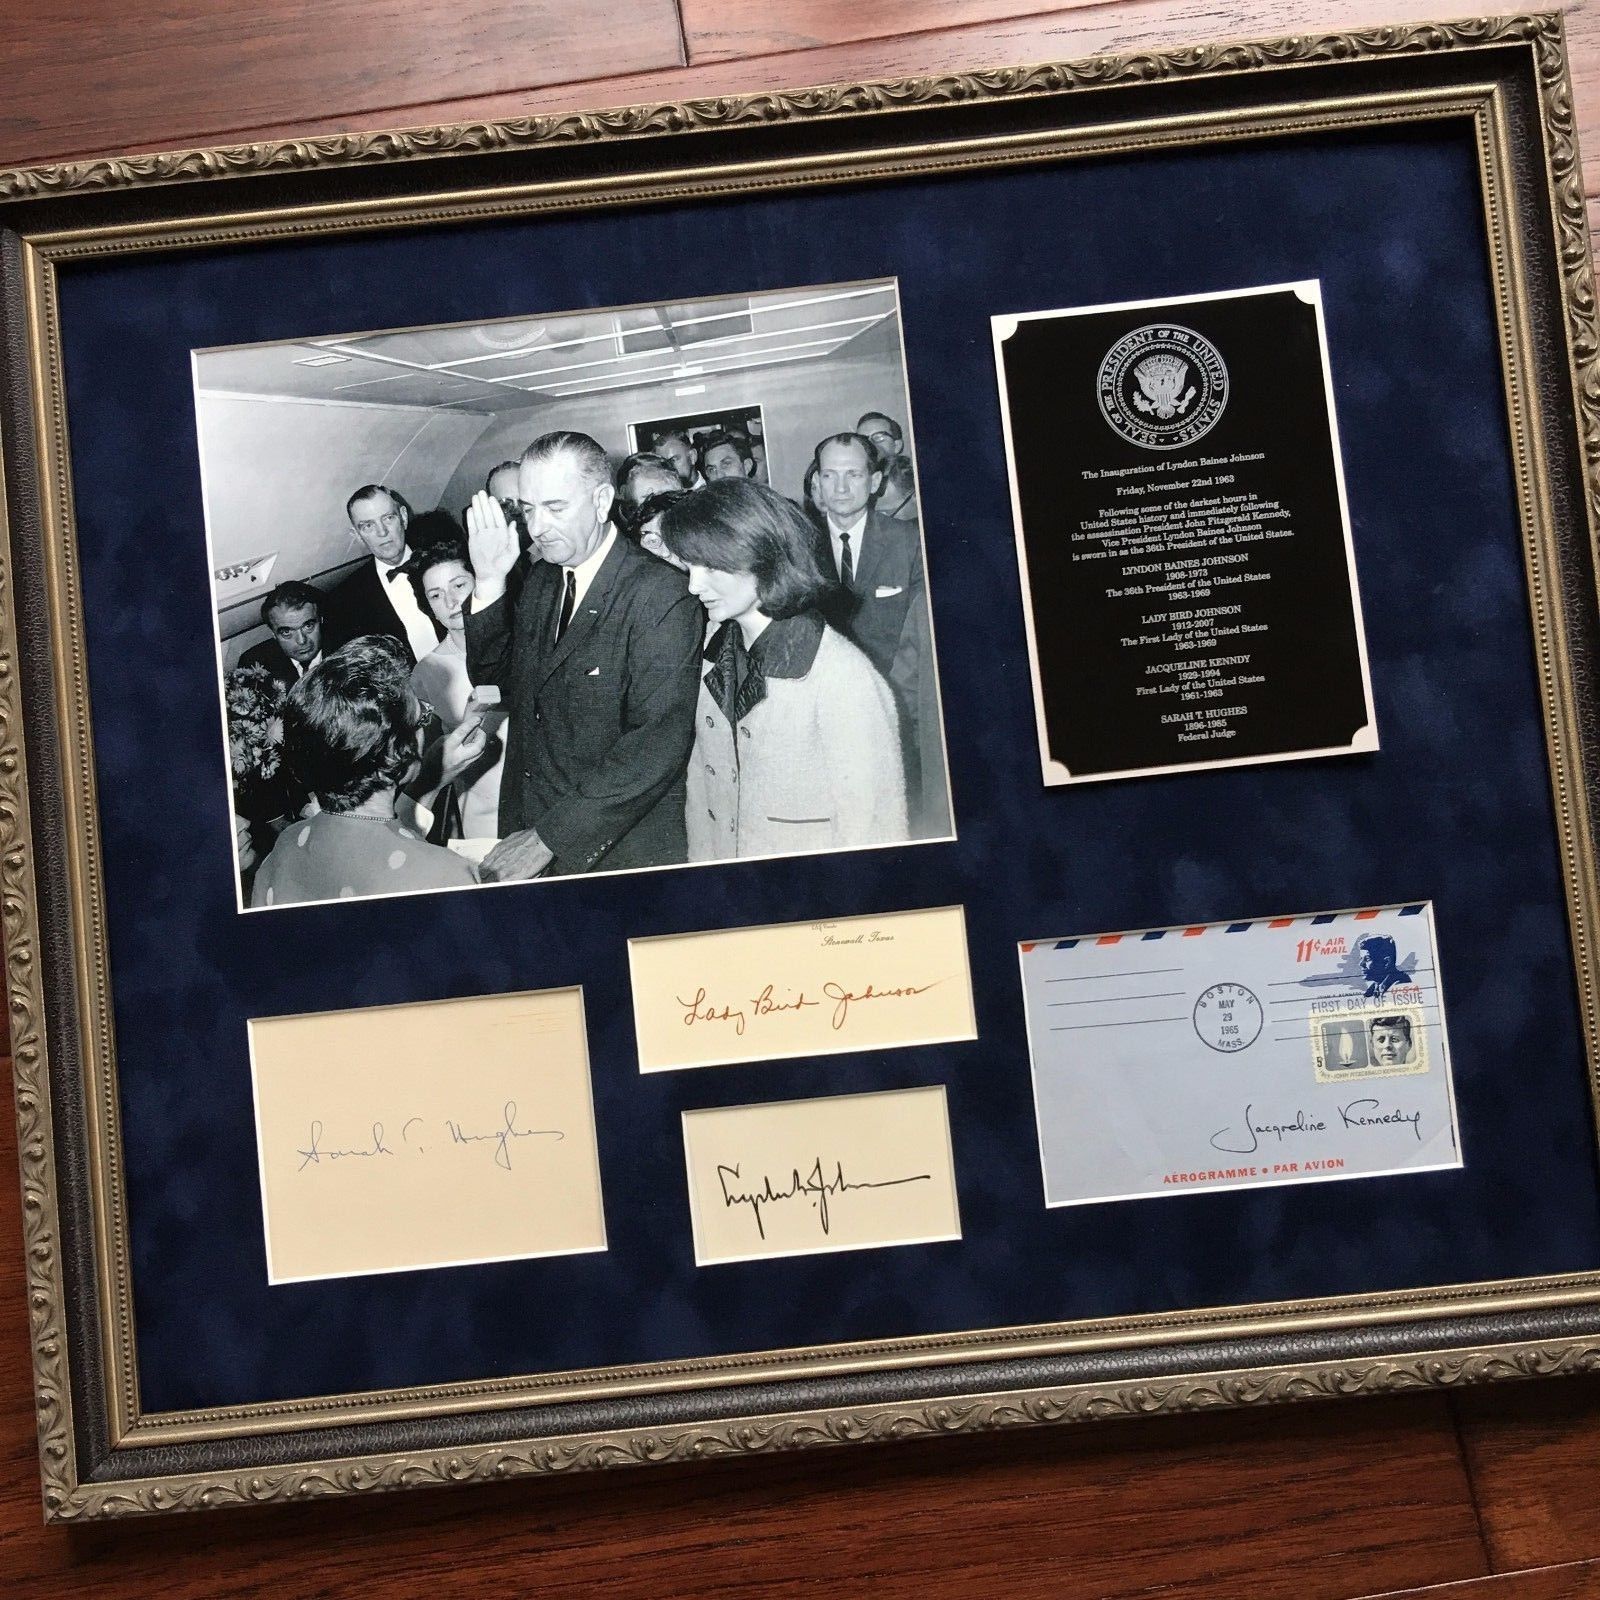 SEAL OF THE PRESIDENT OF THE UNITED STATES
The Inauguration of Lyndon Baines Johnson
Friday, November 22nd 1963
Following some of the darkest hours in
United States history and immediately following
the assassination President John Fitzgerald Kennedy,
Vice President Lyndon Baines Johnson
is sworn in as the 36th President of the United States.
LYNDON BAINES JOHNSON
1908-1973
The 36th President of the United States
1963-1969
LADY BIRD JOHNSON
1912-2007
The First Lady of the United States
1963-1969
JACQUELINE KENNDY
1929-1994
First Lady of the United States
1961-1963
SARAH T. HUGHES
1896-1985
Federal Judge
Stonewall, Texas
Lady Bird Johnson
Sarah T. Hughes
Lyndon B. Johnson
11¢ AIR
MAIL
U.S.A.
FIRST DAY OF ISSUE
BOSTON
MAY
29
1965
MASS.
5¢
JOHN FITZGERALD KENNEDY
Jacqueline Kennedy
AÉROGRAMME • PAR AVION